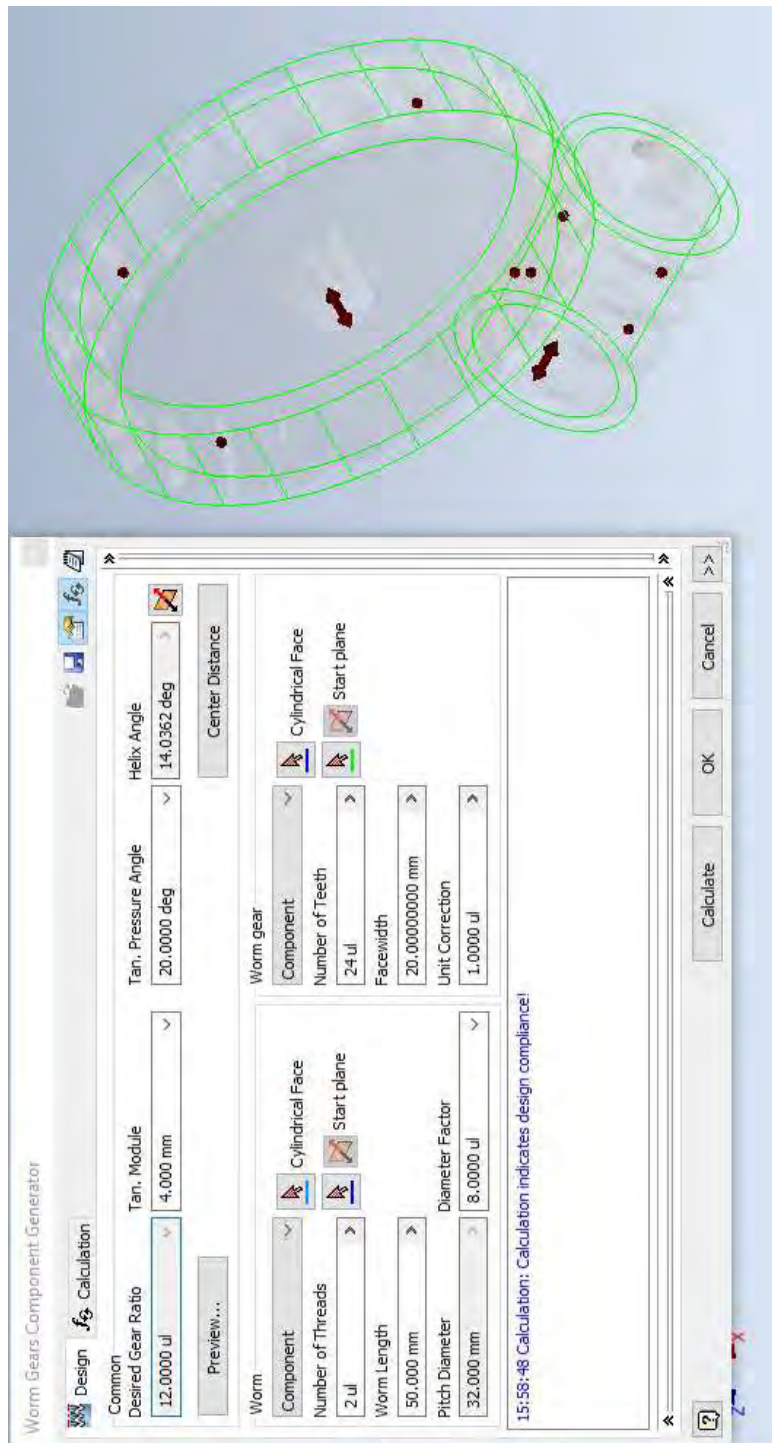 Worm Gears Component Generator
Design
Calculation
Common
Desired Gear Ratio
Tan. Module
Tan. Pressure Angle
Helix Angle
12.0000 ul
4.000 mm
20.0000 deg
14.0362 deg
Preview...
Center Distance
Worm
Component
Cylindrical Face
Number of Threads
Start plane
2 ul
Worm Length
50.000 mm
Pitch Diameter
Diameter Factor
32.000 mm
8.0000 ul
Worm gear
Component
Cylindrical Face
Number of Teeth
Start plane
24 ul
Facewidth
20.00000000 mm
Unit Correction
1.0000 ul
15:58:48 Calculation: Calculation indicates design compliance!
Calculate
OK
Cancel
>>
Z
X